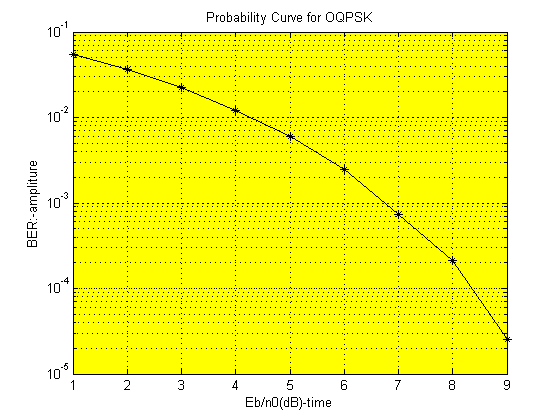 Probability Curve for OQPSK
10^-1
10^-2
10^-3
10^-4
10^-5
BER:-ampliture
1 2 3 4 5 6 7 8 9
Eb/n0(dB)-time